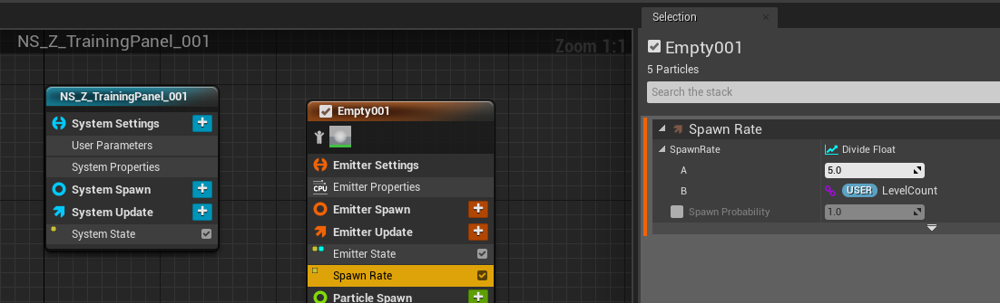 Selection
NS_Z_TrainingPanel_001
Zoom 1:1
Empty001
5 Particles
Search the stack
NS_Z_TrainingPanel_001
System Settings
User Parameters
System Properties
System Spawn
System Update
System State
Empty001
Emitter Settings
CPU Emitter Properties
Emitter Spawn
Emitter Update
Emitter State
Spawn Rate
Particle Spawn
Spawn Rate
SpawnRate Divide Float
A 5.0
B USER LevelCount
Spawn Probability 1.0